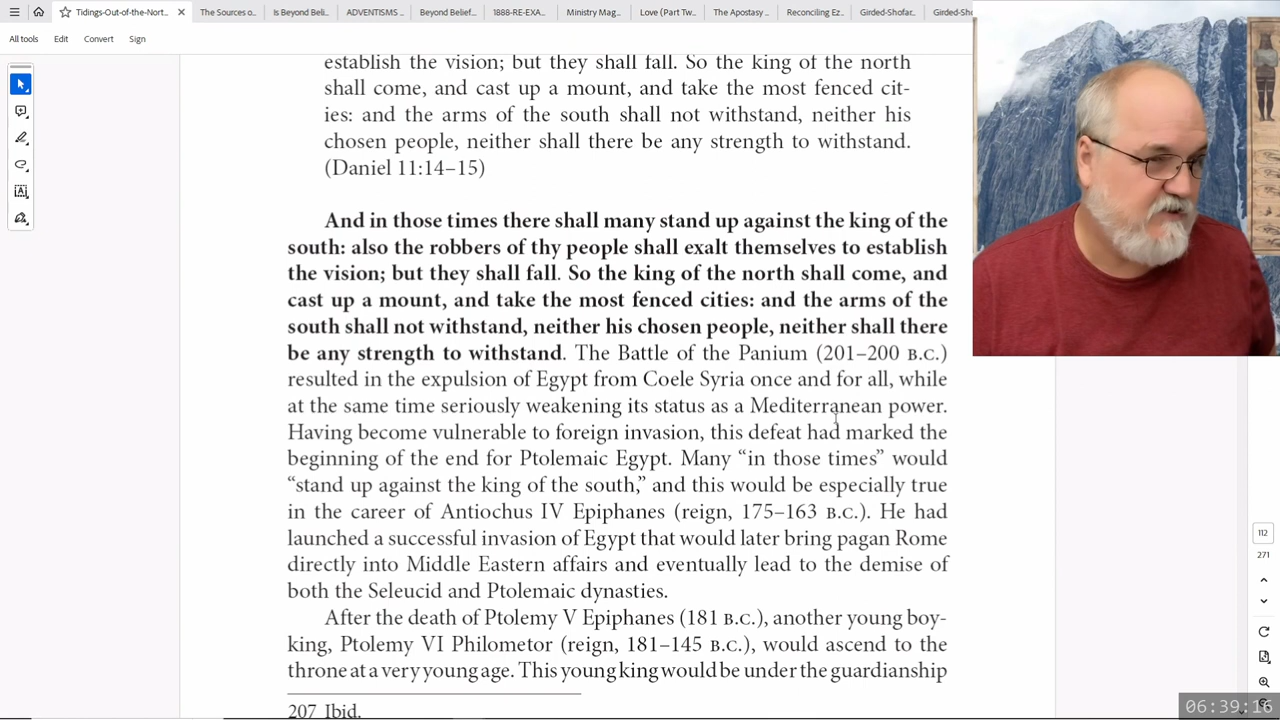 Tidings-Out-of-the-Nort...
The Sources o...
Is Beyond Beli...
ADVENTISMS ...
Beyond Belief...
1888-RE-EXA...
Ministry Mag...
Love (Part Tw...
The Apostasy ...
Reconciling Ez...
Girded-Shofar...
Girded-Sho
All tools
Edit
Convert
Sign
establish the vision; but they shall fall. So the king of the north
shall come, and cast up a mount, and take the most fenced cit-
ies: and the arms of the south shall not withstand, neither his
chosen people, neither shall there be any strength to withstand.
(Daniel 11:14–15)
And in those times there shall many stand up against the king of the
south: also the robbers of thy people shall exalt themselves to establish
the vision; but they shall fall. So the king of the north shall come, and
cast up a mount, and take the most fenced cities: and the arms of the
south shall not withstand, neither his chosen people, neither shall there
be any strength to withstand. The Battle of the Panium (201–200 B.C.)
resulted in the expulsion of Egypt from Coele Syria once and for all, while
at the same time seriously weakening its status as a Mediterranean power.
Having become vulnerable to foreign invasion, this defeat had marked the
beginning of the end for Ptolemaic Egypt. Many “in those times” would
“stand up against the king of the south,” and this would be especially true
in the career of Antiochus IV Epiphanes (reign, 175–163 B.C.). He had
launched a successful invasion of Egypt that would later bring pagan Rome
directly into Middle Eastern affairs and eventually lead to the demise of
both the Seleucid and Ptolemaic dynasties.
After the death of Ptolemy V Epiphanes (181 B.C.), another young boy-
king, Ptolemy VI Philometor (reign, 181–145 B.C.), would ascend to the
throne at a very young age. This young king would be under the guardianship
207 Ibid.
112
271
06:39:16